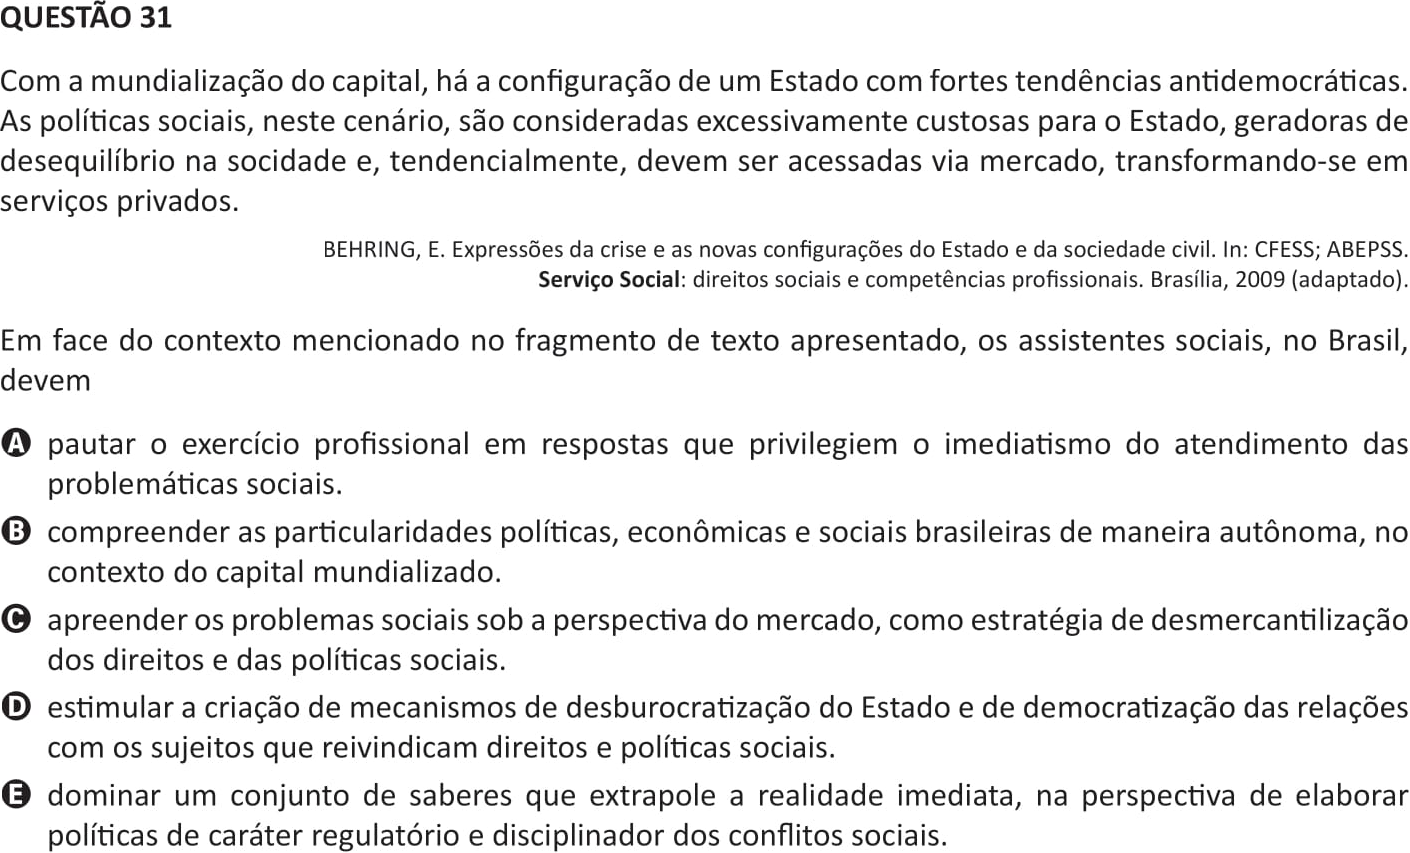 QUESTÃO 31
Com a mundialização do capital, há a configuração de um Estado com fortes tendências antidemocráticas.
As políticas sociais, neste cenário, são consideradas excessivamente custosas para o Estado, geradoras de
desequilíbrio na socidade e, tendencialmente, devem ser acessadas via mercado, transformando-se em
serviços privados.
BEHRING, E. Expressões da crise e as novas configurações do Estado e da sociedade civil. In: CFESS; ABEPSS.
Serviço Social: direitos sociais e competências profissionais. Brasília, 2009 (adaptado).
Em face do contexto mencionado no fragmento de texto apresentado, os assistentes sociais, no Brasil,
devem
A pautar o exercício profissional em respostas que privilegiem o imediatismo do atendimento das
problemáticas sociais.
B compreender as particularidades políticas, econômicas e sociais brasileiras de maneira autônoma, no
contexto do capital mundializado.
C apreender os problemas sociais sob a perspectiva do mercado, como estratégia de desmercantilização
dos direitos e das políticas sociais.
D estimular a criação de mecanismos de desburocratização do Estado e de democratização das relações
com os sujeitos que reivindicam direitos e políticas sociais.
E dominar um conjunto de saberes que extrapole a realidade imediata, na perspectiva de elaborar
políticas de caráter regulatório e disciplinador dos conflitos sociais.